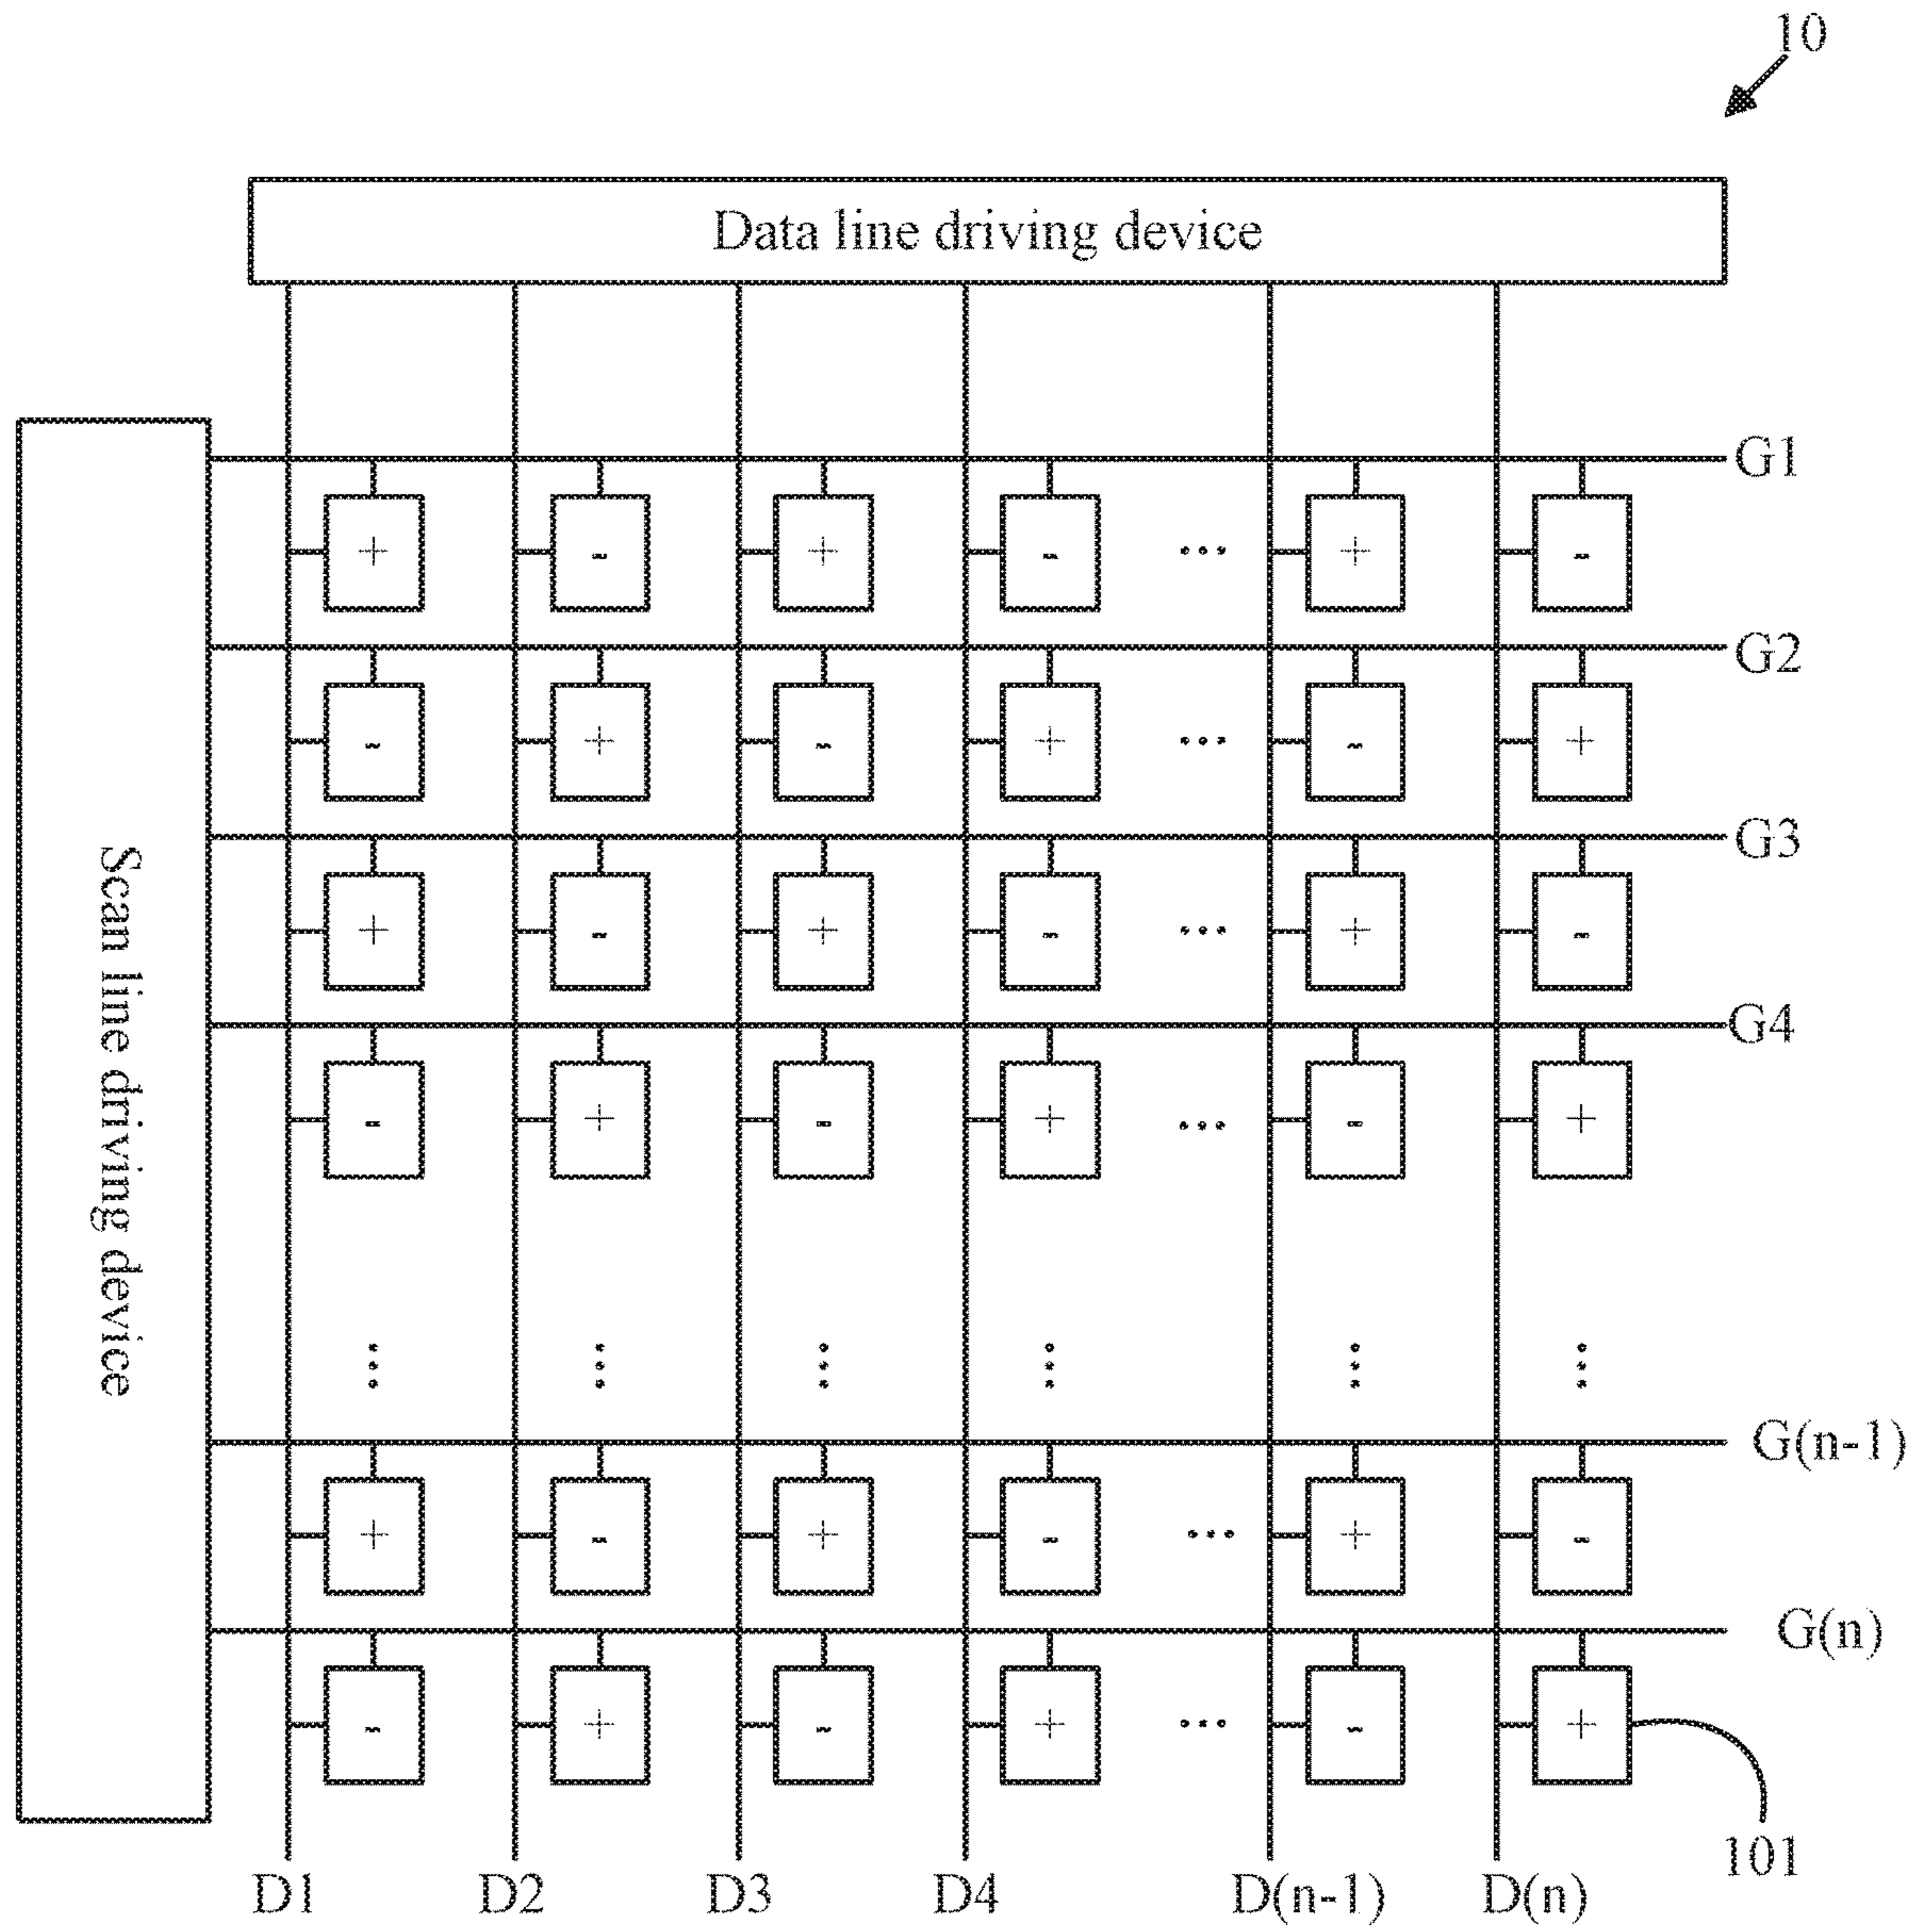 10
Data line driving device
Scan line driving device
G1
+ - + - ... + -
G2
- + - + ... - +
G3
+ - + - ... + -
G4
- + - + ... - +
G(n-1)
+ - + - ... + -
G(n)
- + - + ... - +
101
D1 D2 D3 D4 D(n-1) D(n)